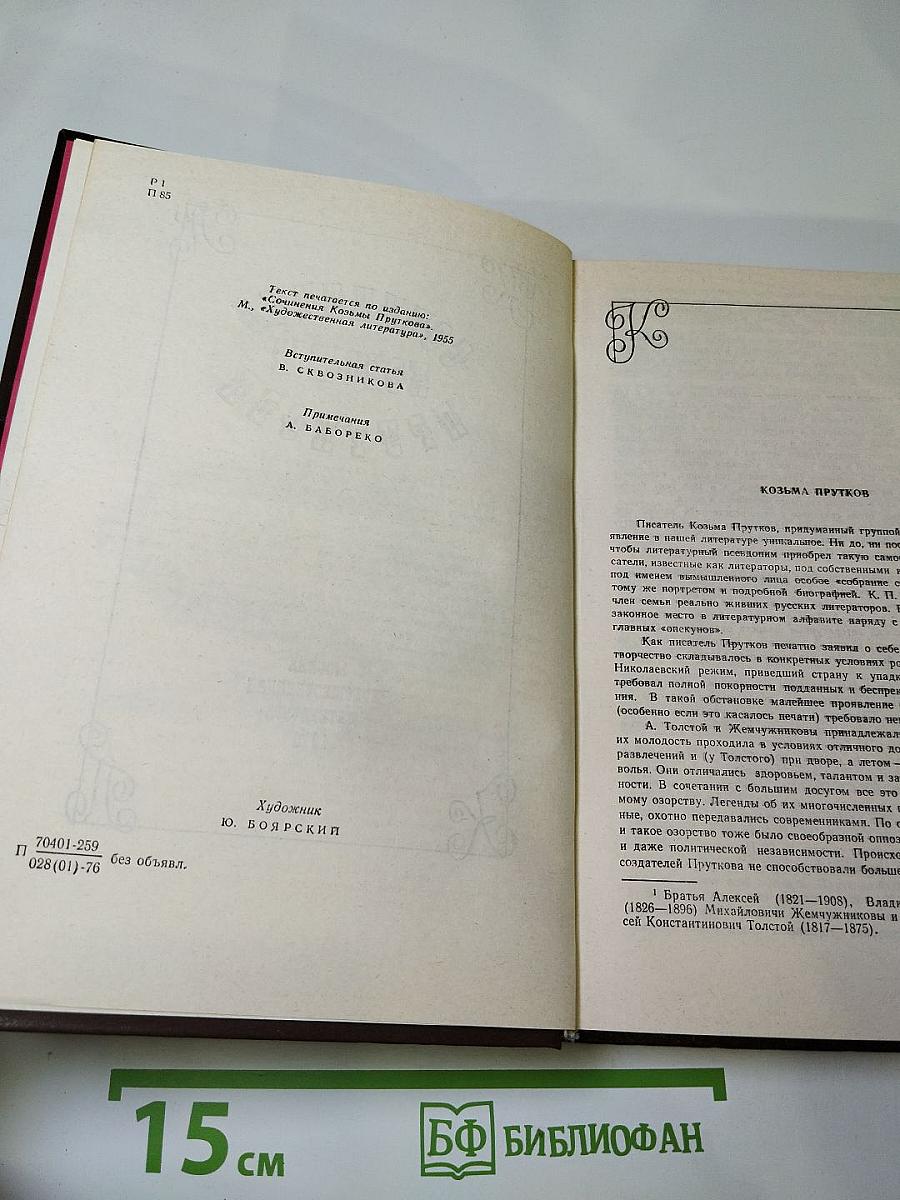 Р 1
П 85
Текст печатается по изданию:
«Сочинения Козьмы Пруткова».
М., «Художественная литература», 1955
Вступительная статья
В. СКВОЗНИКОВА
Примечания
А. БАБОРЕКО
Художник
Ю. БОЯРСКИЙ
П 70401-259
028(01)-76 без объявл.
К
КОЗЬМА ПРУТКОВ
Писатель Козьма Прутков, придуманный группой
явление в нашей литературе уникальное. Ни до, ни пос
чтобы литературный псевдоним приобрел такую само
сатели, известные как литераторы, под собственными
под именем вымышленного лица особое «собрание с
тому же портретом и подробной биографией. К. П.
член семьи реально живших русских литераторов.
законное место в литературном алфавите наряду с
главных «опекунов».
Как писатель Прутков печатно заявил о себе
творчество складывалось в конкретных условиях ро
Николаевский режим, приведший страну к упадк
требовал полной покорности подданных и беспрек
ния. В такой обстановке малейшее проявление
(особенно если это касалось печати) требовало не
А. Толстой и Жемчужниковы принадлежал
их молодость проходила в условиях отличного до
развлечений и (у Толстого) при дворе, а летом —
волья. Они отличались здоровьем, талантом и за
ности. В сочетании с большим досугом все это
мому озорству. Легенды об их многочисленных
ные, охотно передавались современниками. По
и такое озорство тоже было своеобразной оппоз
и даже политической независимости. Происхо
создателей Пруткова не способствовали больше
1 Братья Алексей (1821—1908), Влади
(1826—1896) Михайловичи Жемчужниковы и
сей Константинович Толстой (1817—1875).
15 см
БФ БИБЛИОФАН